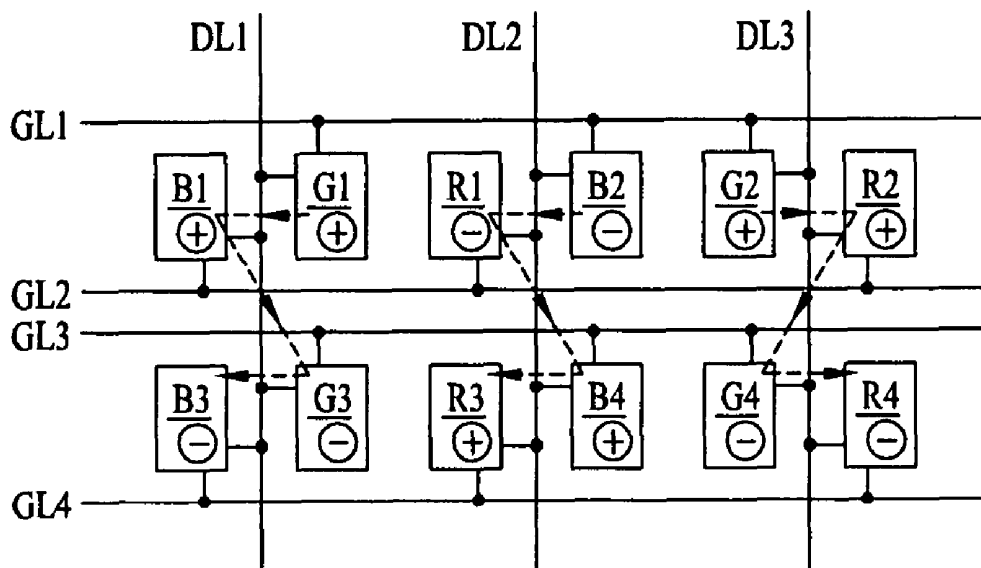 DL1 DL2 DL3
GL1
B1 G1 R1 B2 G2 R2
+ + − − + +
GL2
GL3
B3 G3 R3 B4 G4 R4
− − + + − −
GL4